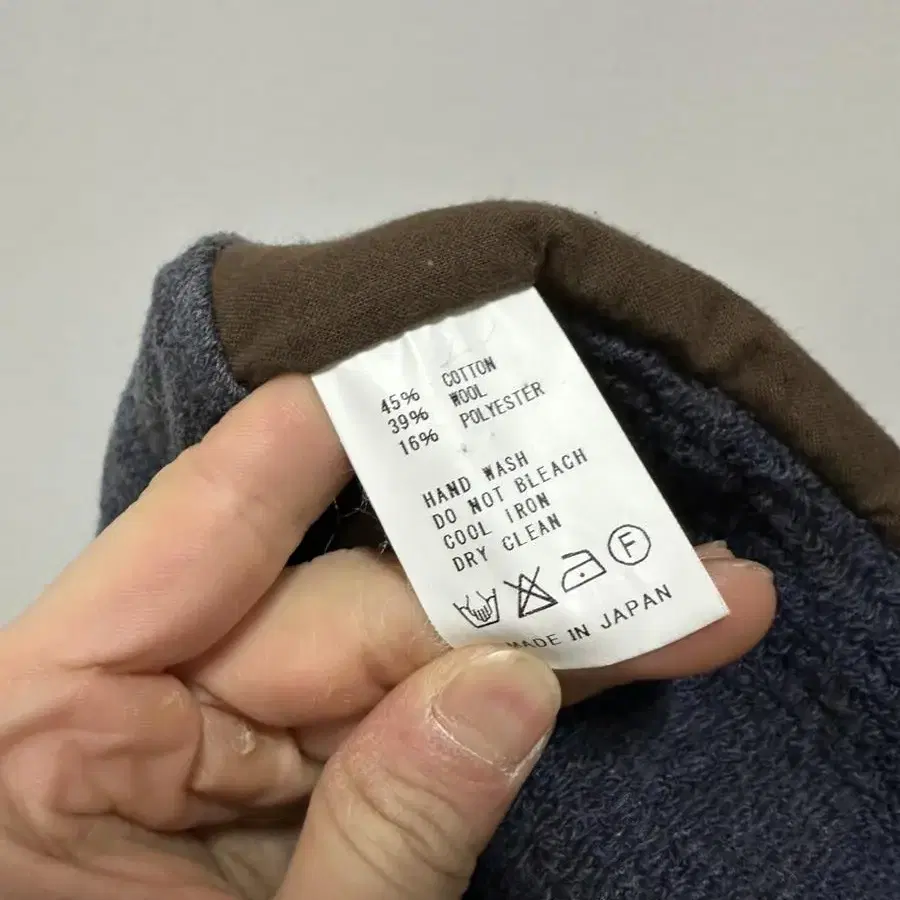 45% COTTON
39% WOOL
16% POLYESTER
HAND WASH
DO NOT BLEACH
COOL IRON
DRY CLEAN
F
MADE IN JAPAN